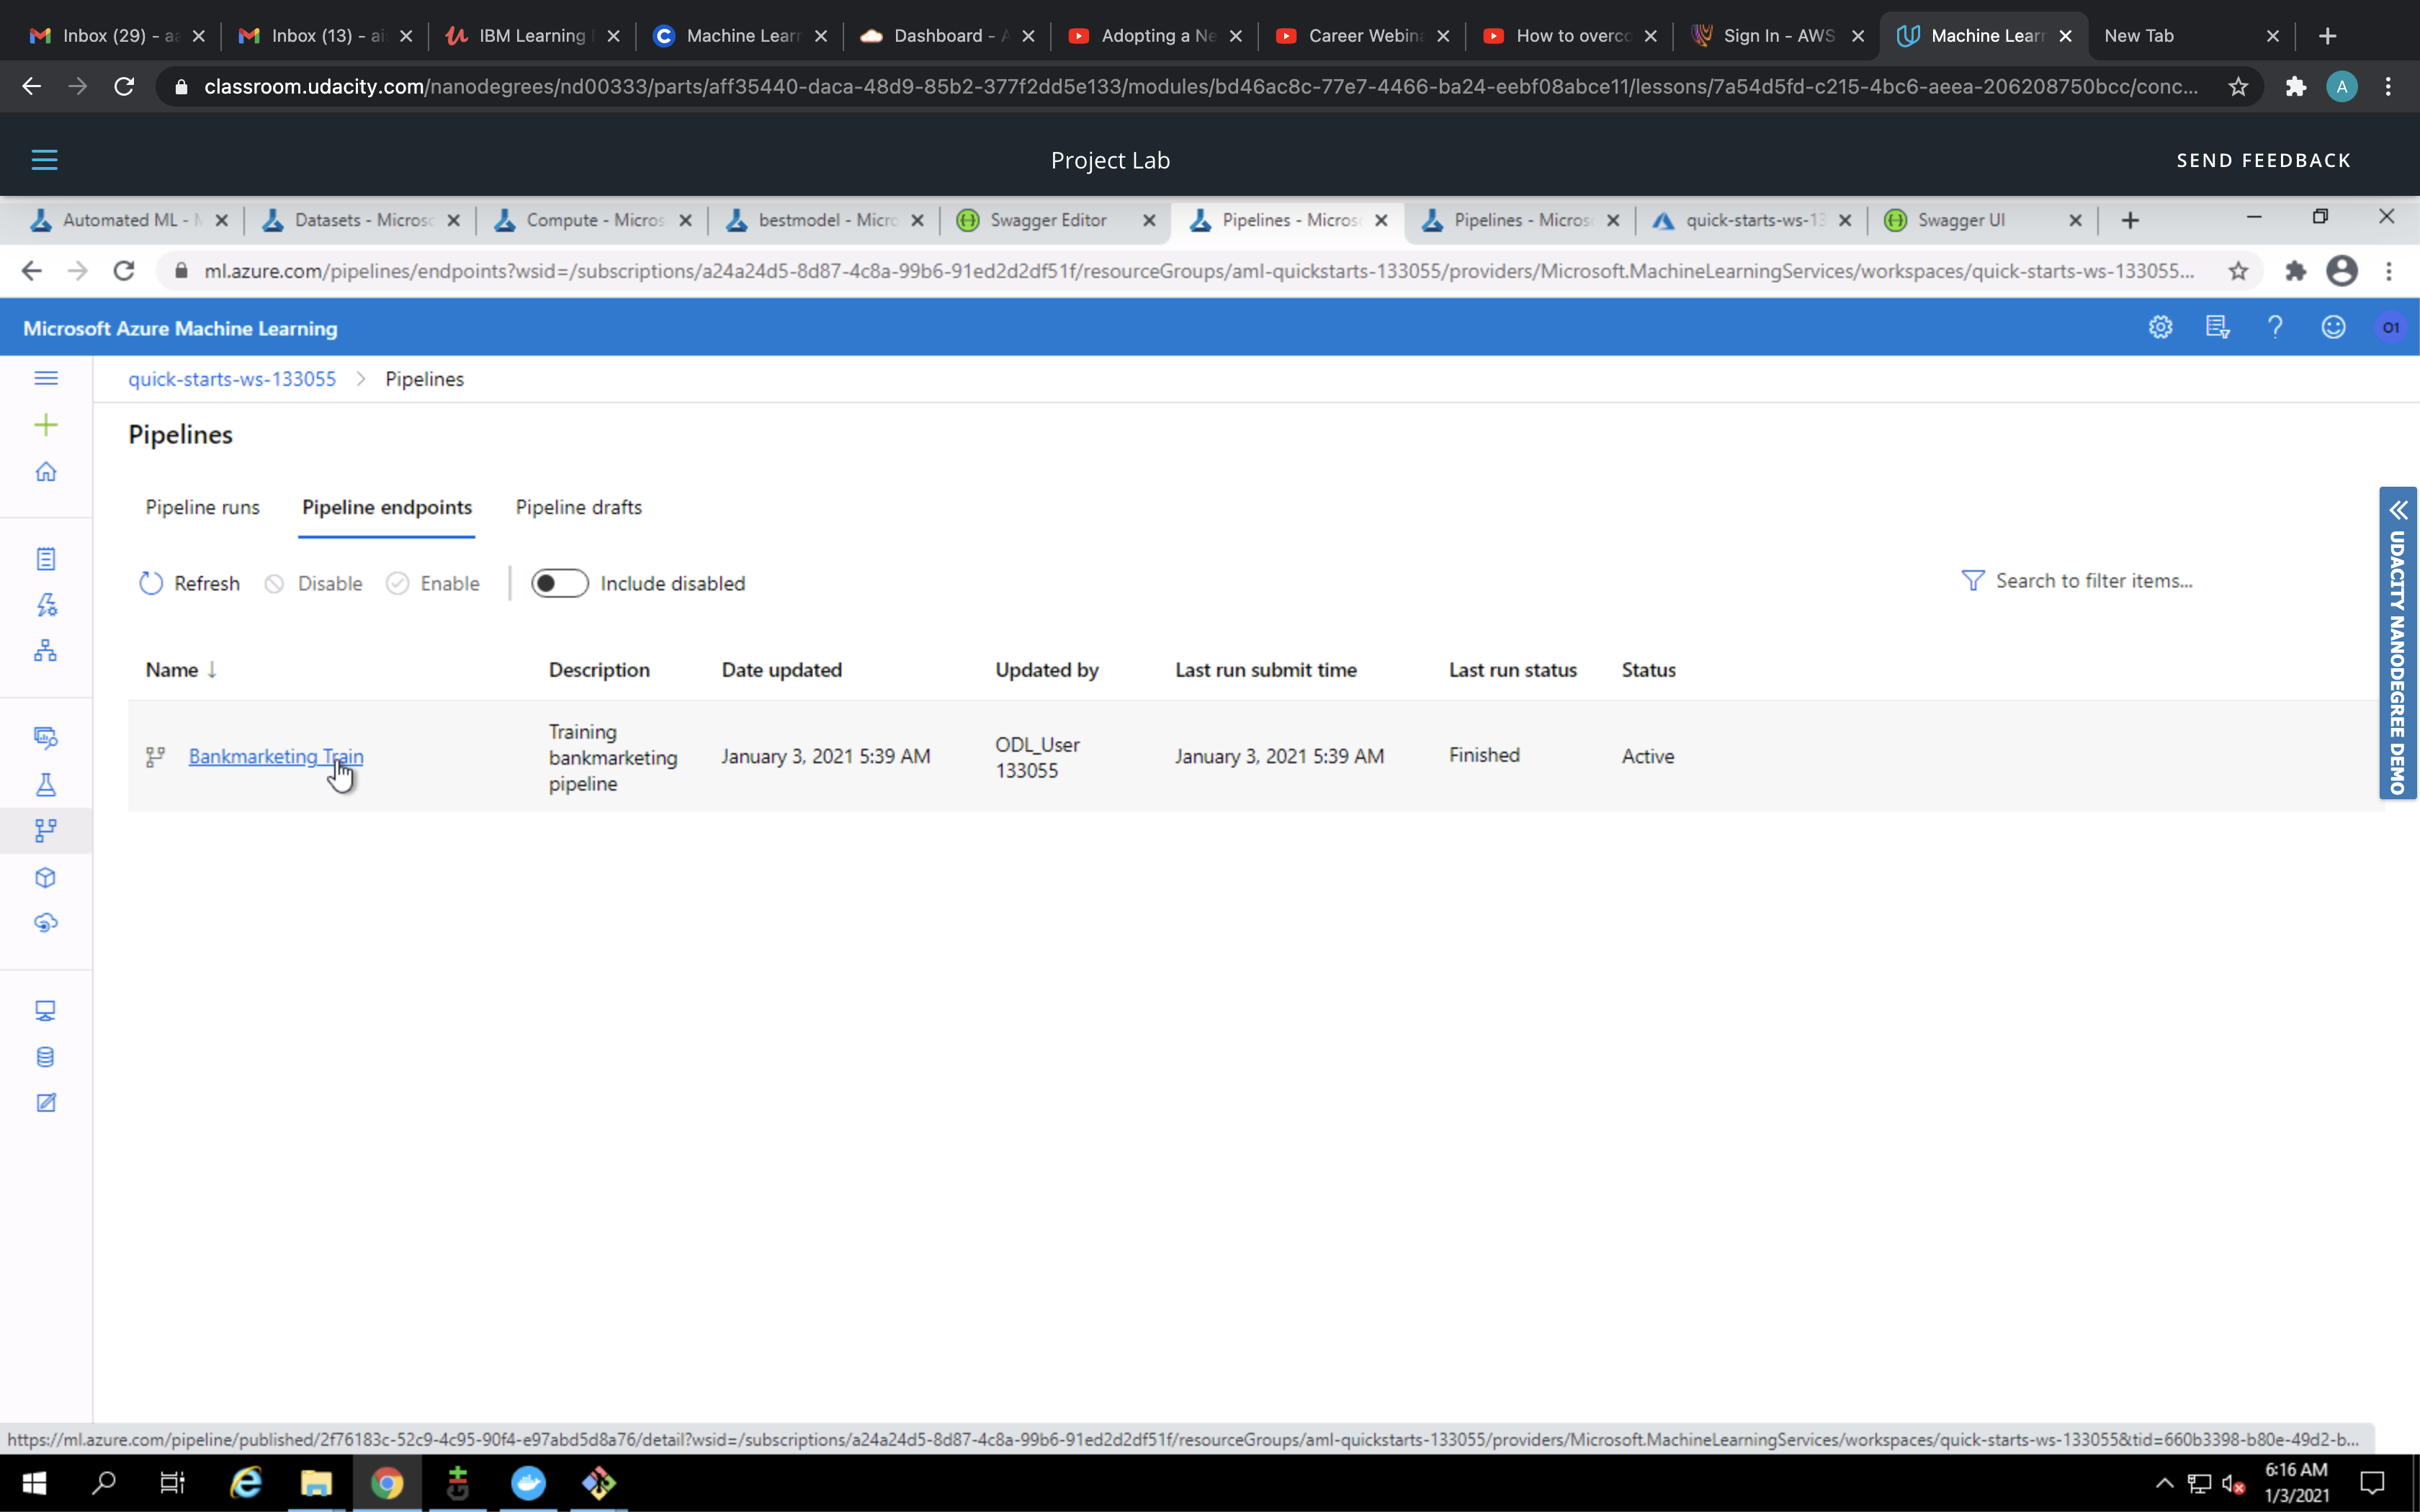 Inbox (29) - aa
Inbox (13) - ai
IBM Learning
Machine Lear
Dashboard - A
Adopting a Ne
Career Webina
How to overco
Sign In - AWS
Machine Lear
New Tab
classroom.udacity.com/nanodegrees/nd00333/parts/aff35440-daca-48d9-85b2-377f2dd5e133/modules/bd46ac8c-77e7-4466-ba24-eebf08abce11/lessons/7a54d5fd-c215-4bc6-aeea-206208750bcc/conc...
A
Project Lab
SEND FEEDBACK
Automated ML - M
Datasets - Microso
Compute - Micros
bestmodel - Micro
Swagger Editor
Pipelines - Microso
Pipelines - Microso
quick-starts-ws-13
Swagger UI
ml.azure.com/pipelines/endpoints?wsid=/subscriptions/a24a24d5-8d87-4c8a-99b6-91ed2d2df51f/resourceGroups/aml-quickstarts-133055/providers/Microsoft.MachineLearningServices/workspaces/quick-starts-ws-133055...
Microsoft Azure Machine Learning
O1
quick-starts-ws-133055 > Pipelines
Pipelines
Pipeline runs
Pipeline endpoints
Pipeline drafts
Refresh
Disable
Enable
Include disabled
Search to filter items...
UDACITY NANODEGREE DEMO
Name ↓
Description
Date updated
Updated by
Last run submit time
Last run status
Status
Bankmarketing Train
Training
bankmarketing
pipeline
January 3, 2021 5:39 AM
ODL_User
133055
January 3, 2021 5:39 AM
Finished
Active
https://ml.azure.com/pipeline/published/2f76183c-52c9-4c95-90f4-e97abd5d8a76/detail?wsid=/subscriptions/a24a24d5-8d87-4c8a-99b6-91ed2d2df51f/resourceGroups/aml-quickstarts-133055/providers/Microsoft.MachineLearningServices/workspaces/quick-starts-ws-133055&tid=660b3398-b80e-49d2-b...
6:16 AM
1/3/2021